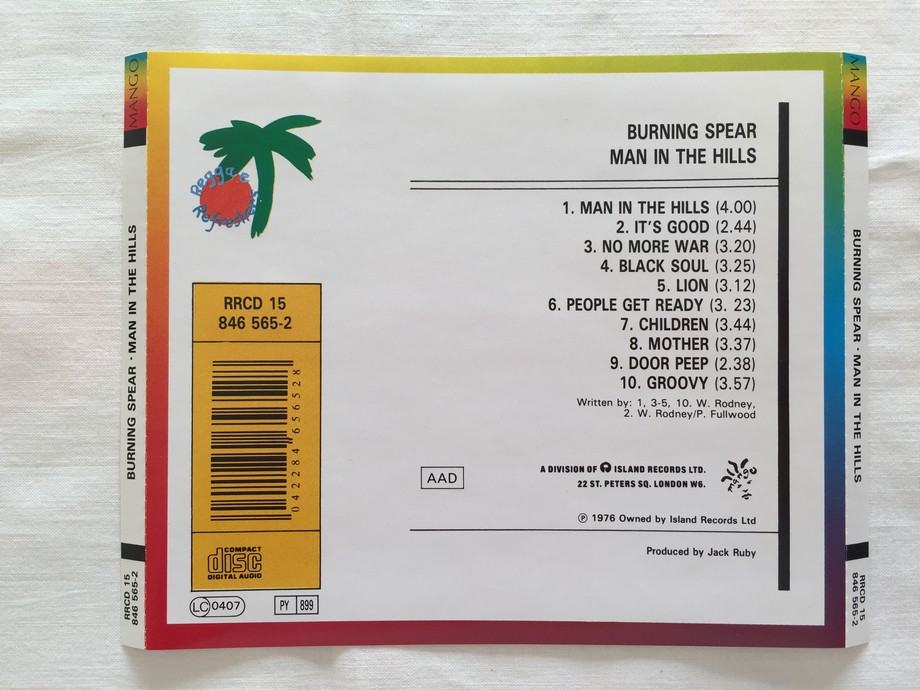 MANGO
BURNING SPEAR · MAN IN THE HILLS
RRCD 15
846 565-2
Reggae
Refreshers
RRCD 15
846 565-2
0 42284 65652 8
COMPACT
disc
DIGITAL AUDIO
LC 0407
PY 899
BURNING SPEAR
MAN IN THE HILLS
1. MAN IN THE HILLS (4.00)
2. IT'S GOOD (2.44)
3. NO MORE WAR (3.20)
4. BLACK SOUL (3.25)
5. LION (3.12)
6. PEOPLE GET READY (3. 23)
7. CHILDREN (3.44)
8. MOTHER (3.37)
9. DOOR PEEP (2.38)
10. GROOVY (3.57)
Written by: 1, 3-5, 10. W. Rodney,
2. W. Rodney/P. Fullwood
AAD
A DIVISION OF ISLAND RECORDS LTD.
22 ST. PETERS SQ. LONDON W6.
Ⓟ 1976 Owned by Island Records Ltd
Produced by Jack Ruby
MANGO
BURNING SPEAR · MAN IN THE HILLS
RRCD 15
846 565-2